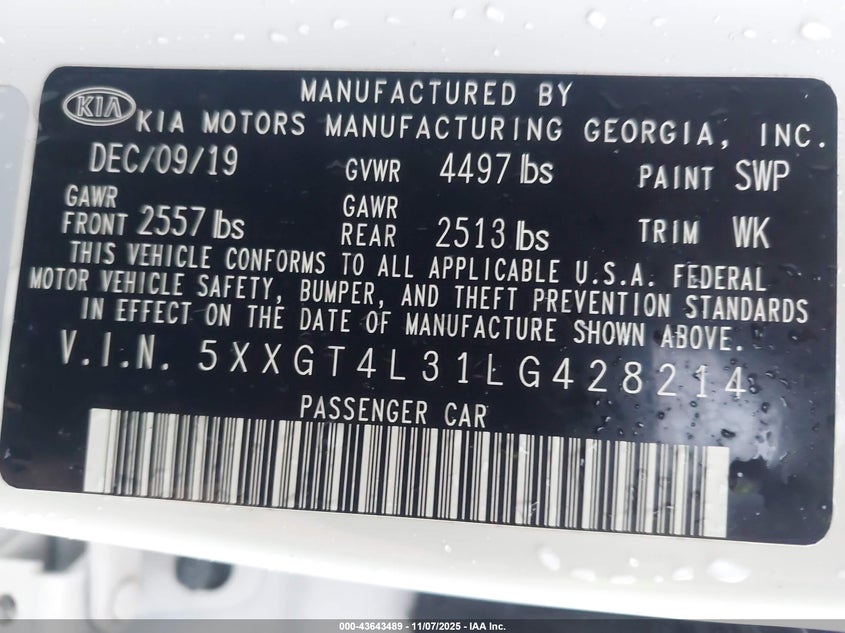 MANUFACTURED BY
KIA KIA MOTORS MANUFACTURING GEORGIA, INC.
DEC/09/19 GVWR 4497 lbs PAINT SWP
GAWR FRONT 2557 lbs GAWR REAR 2513 lbs TRIM WK
THIS VEHICLE CONFORMS TO ALL APPLICABLE U.S.A. FEDERAL
MOTOR VEHICLE SAFETY, BUMPER, AND THEFT PREVENTION STANDARDS
IN EFFECT ON THE DATE OF MANUFACTURE SHOWN ABOVE.
V.I.N. 5XXGT4L31LG428214
PASSENGER CAR
000-43643489 - 11/07/2025 - IAA Inc.